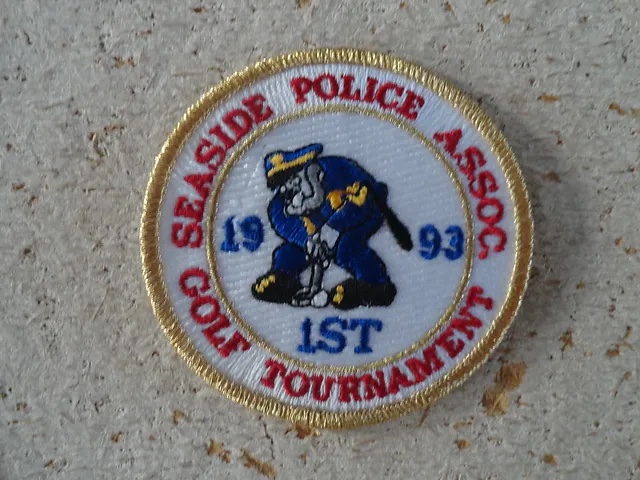 SEASIDE POLICE ASSOC.
19 93
1ST
GOLF TOURNAMENT